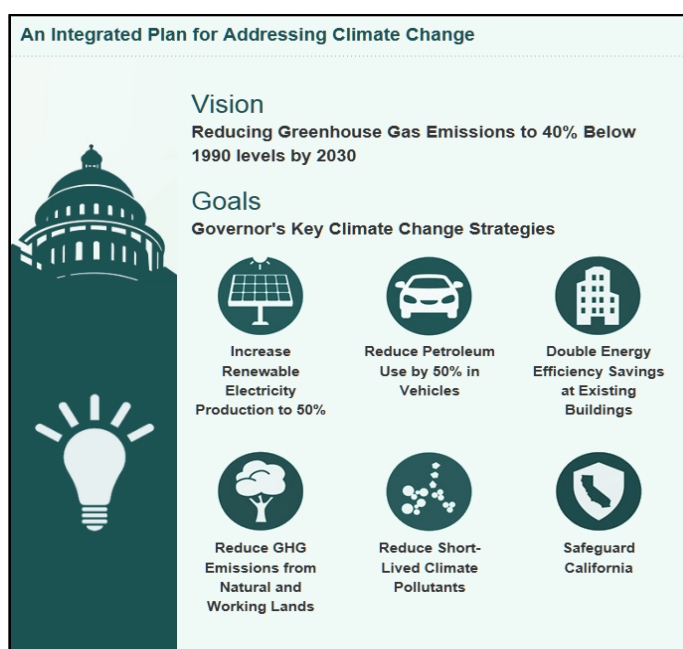 An Integrated Plan for Addressing Climate Change
Vision
Reducing Greenhouse Gas Emissions to 40% Below
1990 levels by 2030
Goals
Governor's Key Climate Change Strategies
Increase
Renewable
Electricity
Production to 50%
Reduce Petroleum
Use by 50% in
Vehicles
Double Energy
Efficiency Savings
at Existing
Buildings
Reduce GHG
Emissions from
Natural and
Working Lands
Reduce Short-
Lived Climate
Pollutants
Safeguard
California